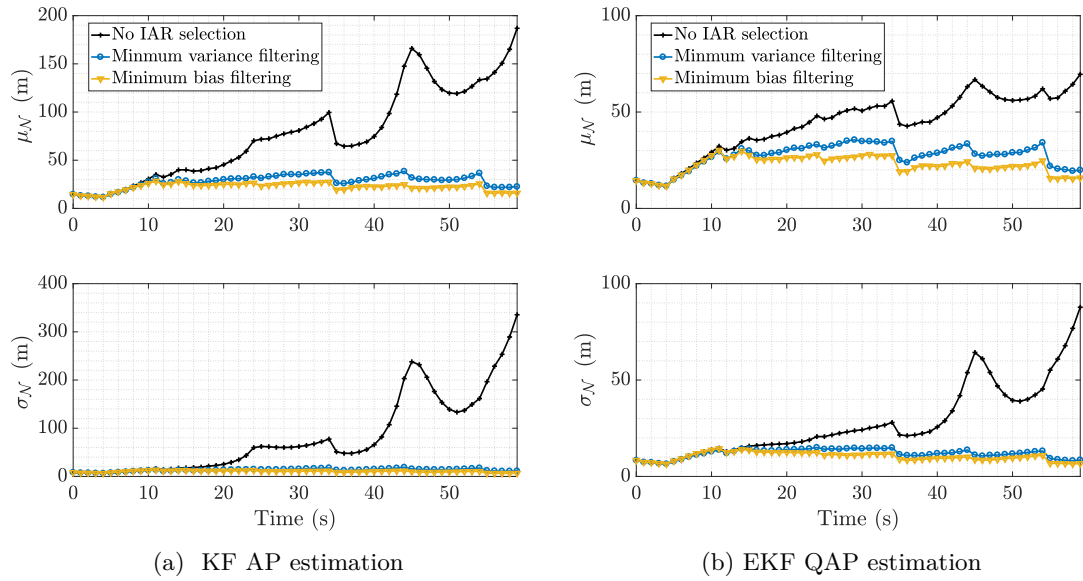 200
150
100
50
0
μ𝒩 (m)
No IAR selection
Minmum variance filtering
Minimum bias filtering
0 10 20 30 40 50
400
300
200
100
0
σ𝒩 (m)
0 10 20 30 40 50
Time (s)
(a) KF AP estimation
100
50
0
μ𝒩 (m)
No IAR selection
Minmum variance filtering
Minimum bias filtering
0 10 20 30 40 50
100
50
0
σ𝒩 (m)
0 10 20 30 40 50
Time (s)
(b) EKF QAP estimation